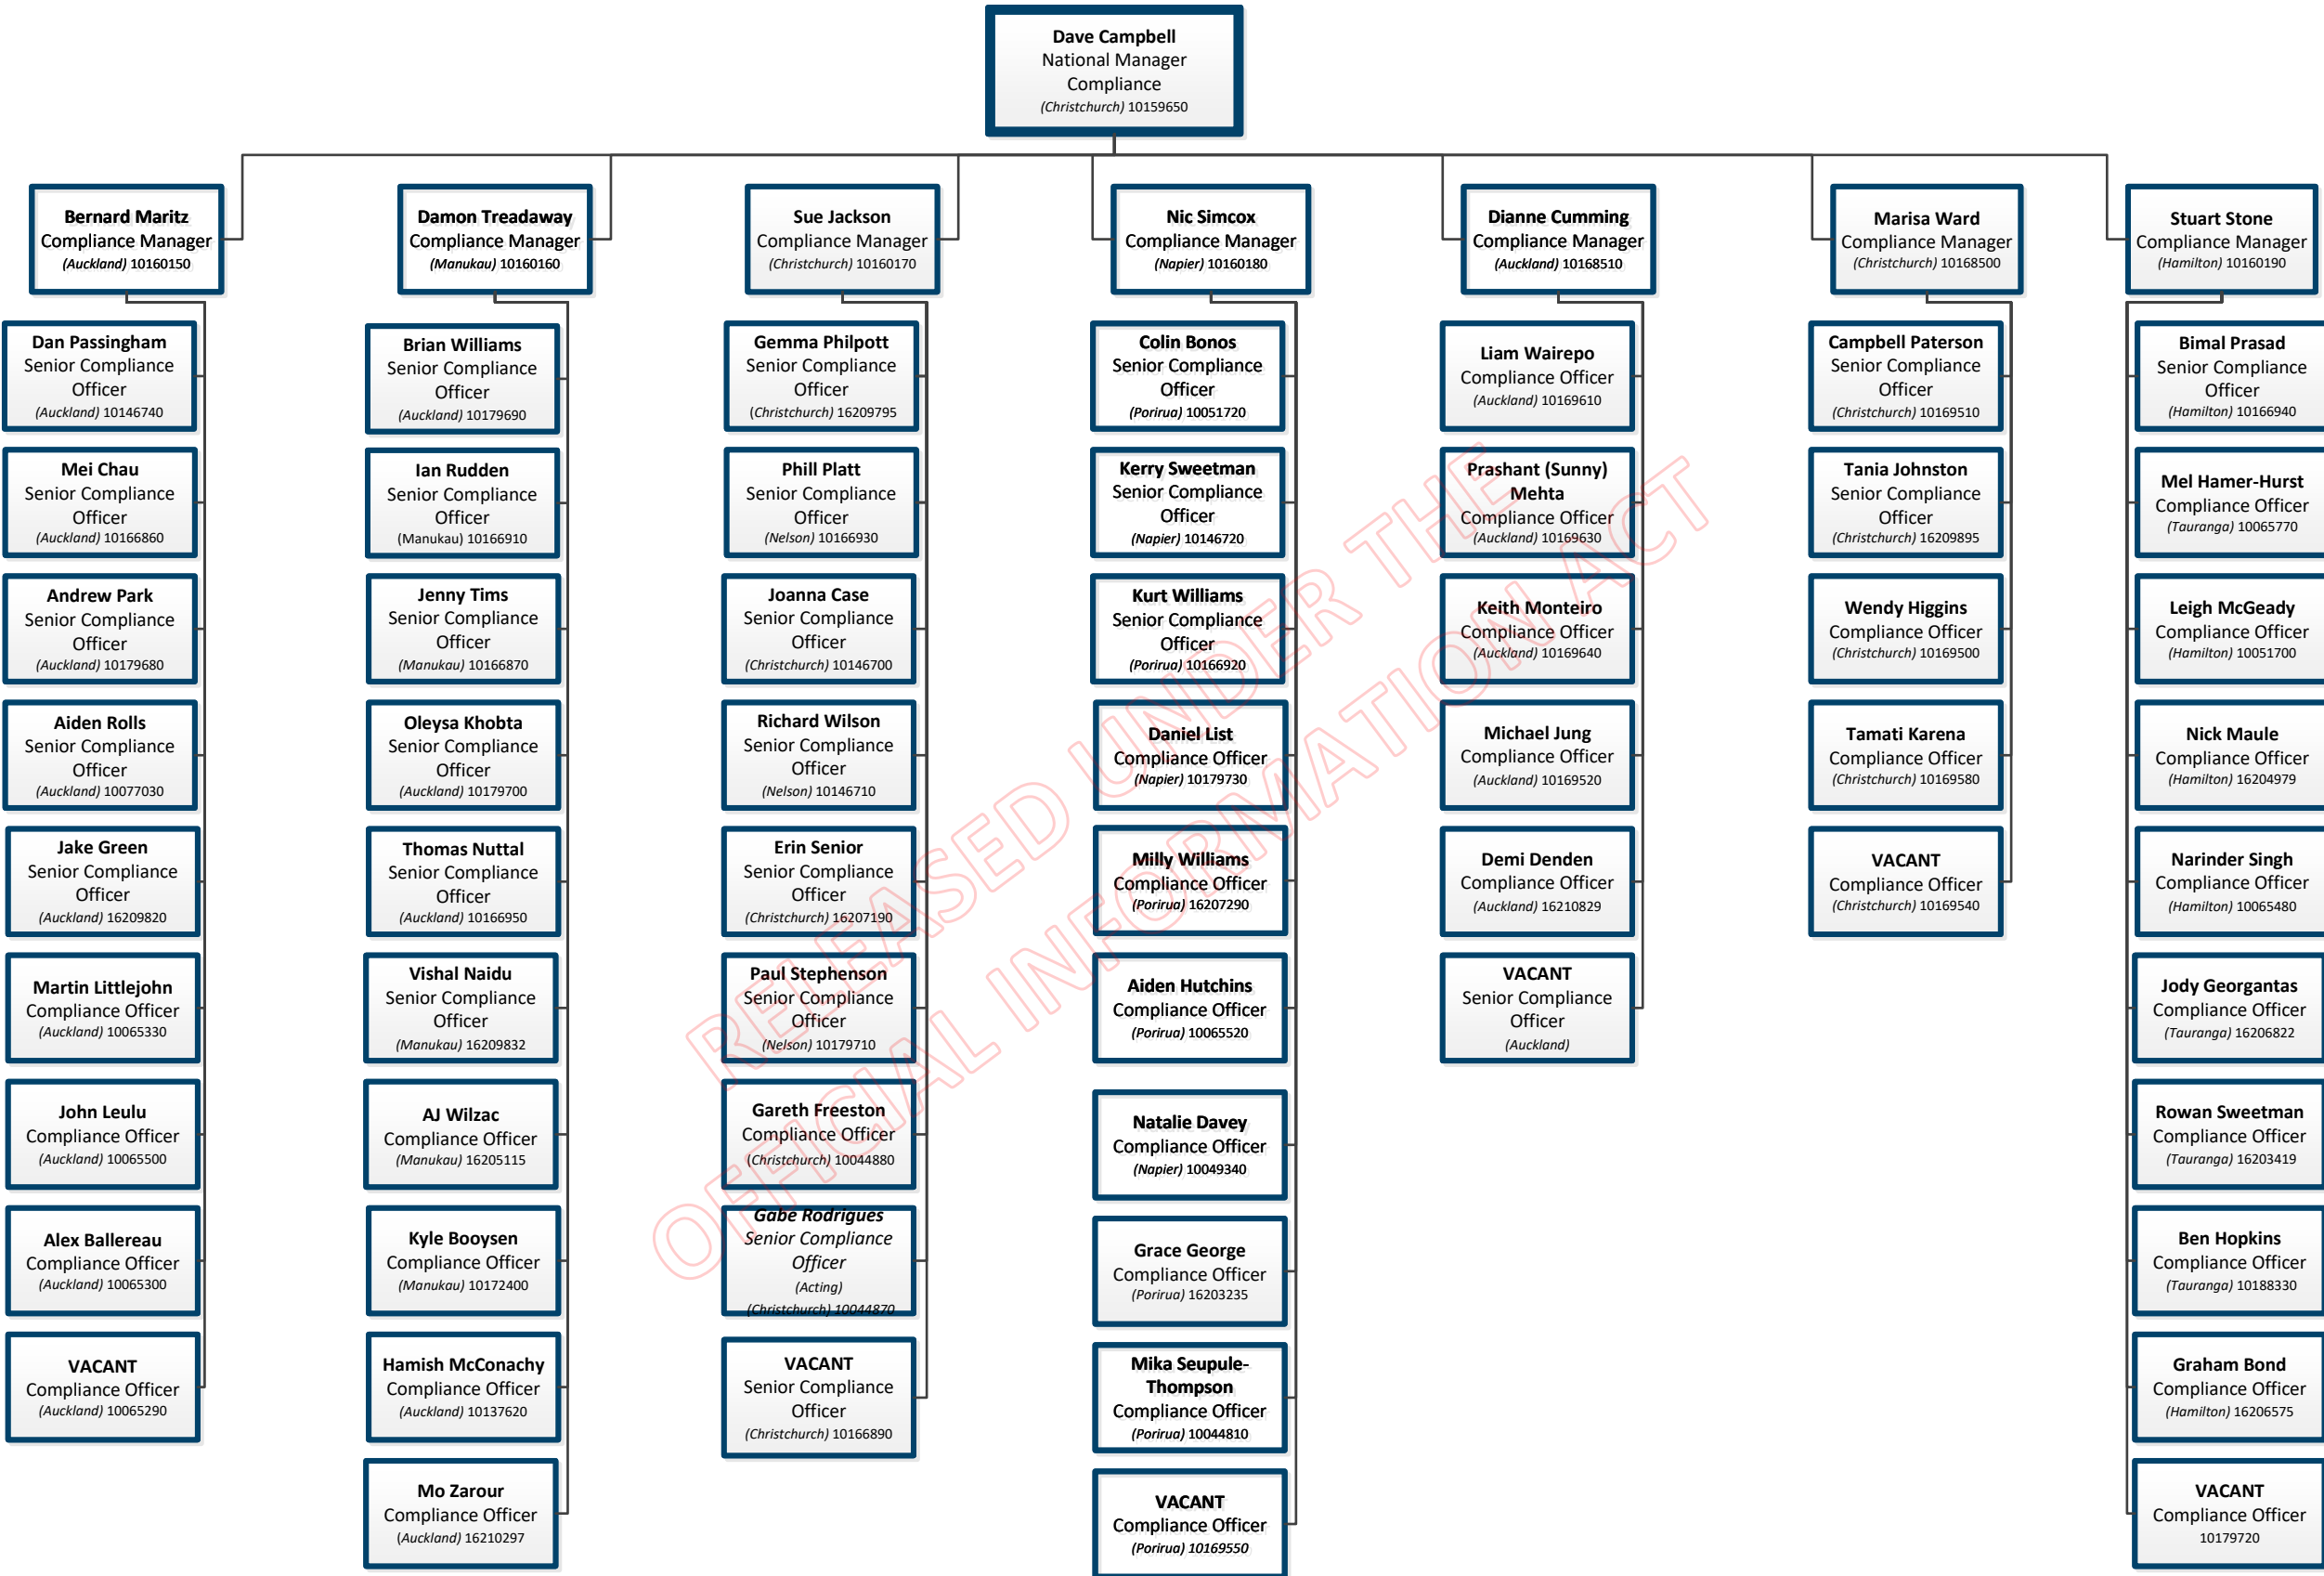 Dave Campbell
National Manager
Compliance
(Christchurch) 10159650
Bernard Maritz
Compliance Manager
(Auckland) 10160150
Damon Treadaway
Compliance Manager
(Manukau) 10160160
Sue Jackson
Compliance Manager
(Christchurch) 10160170
Nic Simcox
Compliance Manager
(Napier) 10160180
Dianne Cumming
Compliance Manager
(Auckland) 10168510
Marisa Ward
Compliance Manager
(Christchurch) 10168500
Stuart Stone
Compliance Manager
(Hamilton) 10160190
Dan Passingham
Senior Compliance
Officer
(Auckland) 10146740
Mei Chau
Senior Compliance
Officer
(Auckland) 10166860
Andrew Park
Senior Compliance
Officer
(Auckland) 10179680
Aiden Rolls
Senior Compliance
Officer
(Auckland) 10077030
Jake Green
Senior Compliance
Officer
(Auckland) 16209820
Martin Littlejohn
Compliance Officer
(Auckland) 10065330
John Leulu
Compliance Officer
(Auckland) 10065500
Alex Ballereau
Compliance Officer
(Auckland) 10065300
VACANT
Compliance Officer
(Auckland) 10065290
Brian Williams
Senior Compliance
Officer
(Auckland) 10179690
Ian Rudden
Senior Compliance
Officer
(Manukau) 10166910
Jenny Tims
Senior Compliance
Officer
(Manukau) 10166870
Oleysa Khobta
Senior Compliance
Officer
(Auckland) 10179700
Thomas Nuttal
Senior Compliance
Officer
(Auckland) 10166950
Vishal Naidu
Senior Compliance
Officer
(Manukau) 16209832
AJ Wilzac
Compliance Officer
(Manukau) 16205115
Kyle Booysen
Compliance Officer
(Manukau) 10172400
Hamish McConachy
Compliance Officer
(Auckland) 10137620
Mo Zarour
Compliance Officer
(Auckland) 16210297
Gemma Philpott
Senior Compliance
Officer
(Christchurch) 16209795
Phill Platt
Senior Compliance
Officer
(Nelson) 10166930
Joanna Case
Senior Compliance
Officer
(Christchurch) 10146700
Richard Wilson
Senior Compliance
Officer
(Nelson) 10146710
Erin Senior
Senior Compliance
Officer
(Christchurch) 16207190
Paul Stephenson
Senior Compliance
Officer
(Nelson) 10179710
Gareth Freeston
Compliance Officer
(Christchurch) 10044880
Gabe Rodrigues
Senior Compliance
Officer
(Acting)
(Christchurch) 10044870
VACANT
Senior Compliance
Officer
(Christchurch) 10166890
Colin Bonos
Senior Compliance
Officer
(Porirua) 10051720
Kerry Sweetman
Senior Compliance
Officer
(Napier) 10146720
Kurt Williams
Senior Compliance
Officer
(Porirua) 10166920
Daniel List
Compliance Officer
(Napier) 10179730
Milly Williams
Compliance Officer
(Porirua) 16207290
Aiden Hutchins
Compliance Officer
(Porirua) 10065520
Natalie Davey
Compliance Officer
(Napier) 10049340
Grace George
Compliance Officer
(Porirua) 16203235
Mika Seupule-
Thompson
Compliance Officer
(Porirua) 10044810
VACANT
Compliance Officer
(Porirua) 10169550
Liam Wairepo
Compliance Officer
(Auckland) 10169610
Prashant (Sunny)
Mehta
Compliance Officer
(Auckland) 10169630
Keith Monteiro
Compliance Officer
(Auckland) 10169640
Michael Jung
Compliance Officer
(Auckland) 10169520
Demi Denden
Compliance Officer
(Auckland) 16210829
VACANT
Senior Compliance
Officer
(Auckland)
Campbell Paterson
Senior Compliance
Officer
(Christchurch) 10169510
Tania Johnston
Senior Compliance
Officer
(Christchurch) 16209895
Wendy Higgins
Compliance Officer
(Christchurch) 10169500
Tamati Karena
Compliance Officer
(Christchurch) 10169580
VACANT
Compliance Officer
(Christchurch) 10169540
Bimal Prasad
Senior Compliance
Officer
(Hamilton) 10166940
Mel Hamer-Hurst
Compliance Officer
(Tauranga) 10065770
Leigh McGeady
Compliance Officer
(Hamilton) 10051700
Nick Maule
Compliance Officer
(Hamilton) 16204979
Narinder Singh
Compliance Officer
(Hamilton) 10065480
Jody Georgantas
Compliance Officer
(Tauranga) 16206822
Rowan Sweetman
Compliance Officer
(Tauranga) 16203419
Ben Hopkins
Compliance Officer
(Tauranga) 10188330
Graham Bond
Compliance Officer
(Hamilton) 16206575
VACANT
Compliance Officer
10179720
RELEASED UNDER THE
OFFICIAL INFORMATION ACT